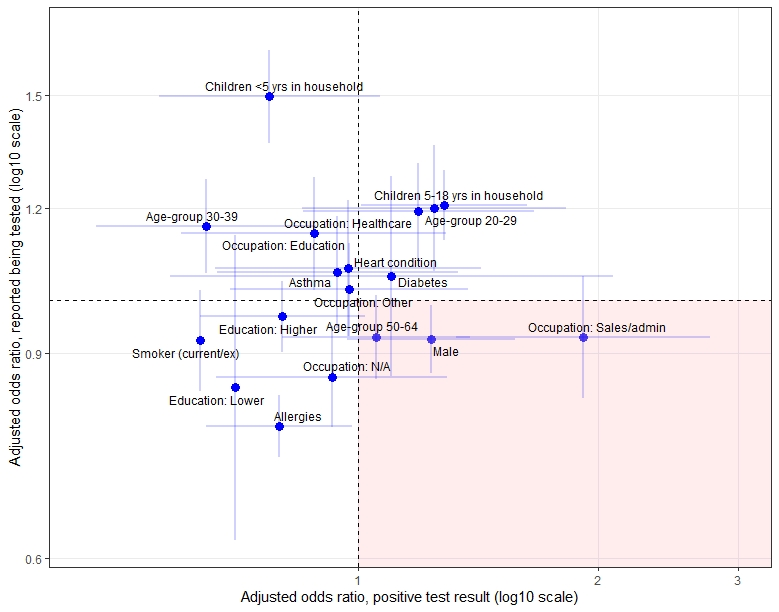 Adjusted odds ratio, reported being tested (log10 scale)
1.5
1.2
0.9
0.6
Children <5 yrs in household
Children 5-18 yrs in household
Age-group 30-39
Age-group 20-29
Occupation: Healthcare
Occupation: Education
Heart condition
Asthma
Diabetes
Occupation: Other
Education: Higher
Age-group 50-64
Occupation: Sales/admin
Smoker (current/ex)
Male
Occupation: N/A
Education: Lower
Allergies
1
2
3
Adjusted odds ratio, positive test result (log10 scale)